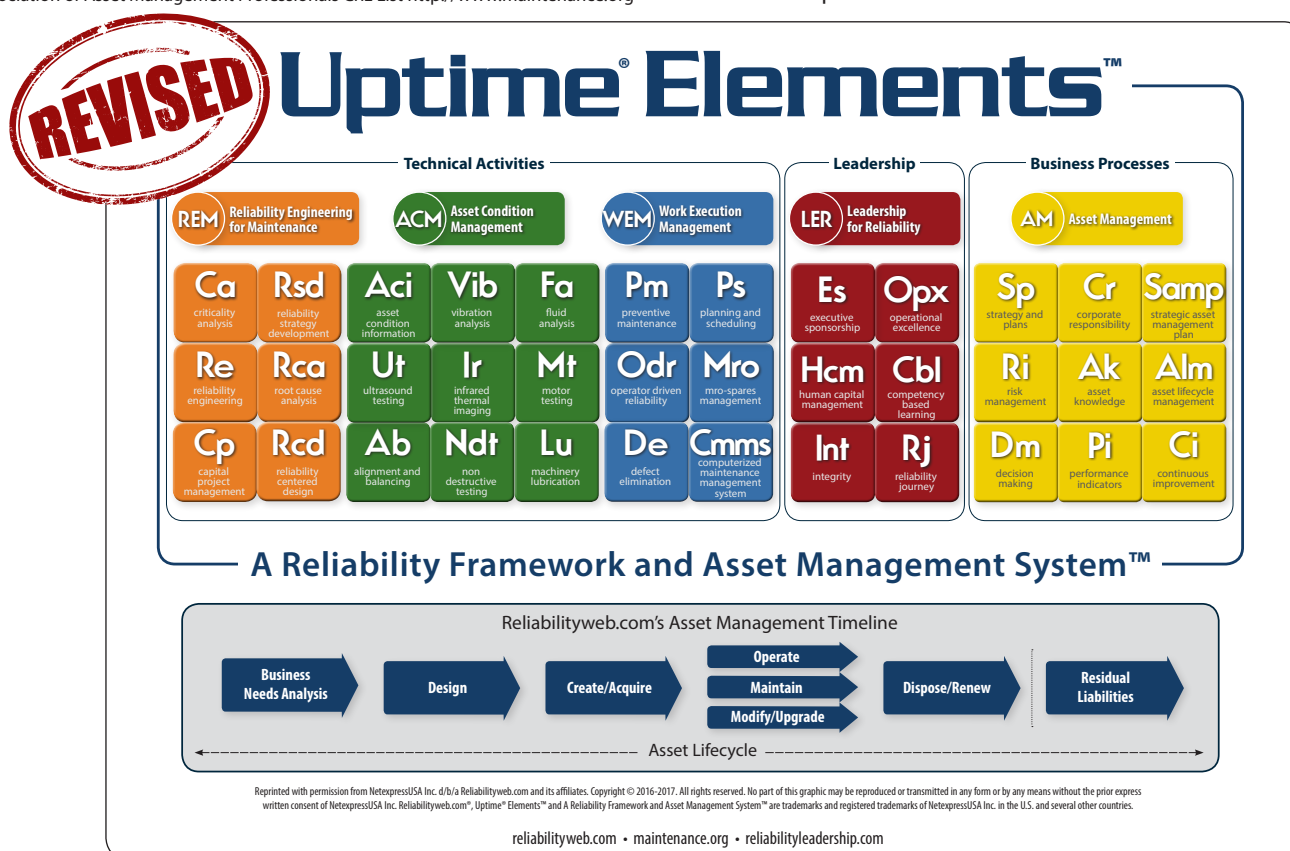 REVISED
Uptime® Elements™
Technical Activities
Leadership
Business Processes
REM Reliability Engineering
for Maintenance
ACM Asset Condition
Management
WEM Work Execution
Management
LER Leadership
for Reliability
AM Asset Management
Ca
criticality
analysis
Rsd
reliability
strategy
development
Aci
asset
condition
information
Vib
vibration
analysis
Fa
fluid
analysis
Pm
preventive
maintenance
Ps
planning and
scheduling
Es
executive
sponsorship
Opx
operational
excellence
Sp
strategy and
plans
Cr
corporate
responsibility
Samp
strategic asset
management
plan
Re
reliability
engineering
Rca
root cause
analysis
Ut
ultrasound
testing
Ir
infrared
thermal
imaging
Mt
motor
testing
Odr
operator driven
reliability
Mro
mro-spares
management
Hcm
human capital
management
Cbl
competency
based
learning
Ri
risk
management
Ak
asset
knowledge
Alm
asset lifecycle
management
Cp
capital
project
management
Rcd
reliability
centered
design
Ab
alignment and
balancing
Ndt
non
destructive
testing
Lu
machinery
lubrication
De
defect
elimination
Cmms
computerized
maintenance
management
system
Int
integrity
Rj
reliability
journey
Dm
decision
making
Pi
performance
indicators
Ci
continuous
improvement
A Reliability Framework and Asset Management System™
Reliabilityweb.com's Asset Management Timeline
Business
Needs Analysis
Design
Create/Acquire
Operate
Maintain
Modify/Upgrade
Dispose/Renew
Residual
Liabilities
Asset Lifecycle
Reprinted with permission from NetexpressUSA Inc. d/b/a Reliabilityweb.com and its affiliates. Copyright © 2016-2017. All rights reserved. No part of this graphic may be reproduced or transmitted in any form or by any means without the prior express
written consent of NetexpressUSA Inc. Reliabilityweb.com®, Uptime® Elements™ and A Reliability Framework and Asset Management System™ are trademarks and registered trademarks of NetexpressUSA Inc. in the U.S. and several other countries.
reliabilityweb.com • maintenance.org • reliabilityleadership.com